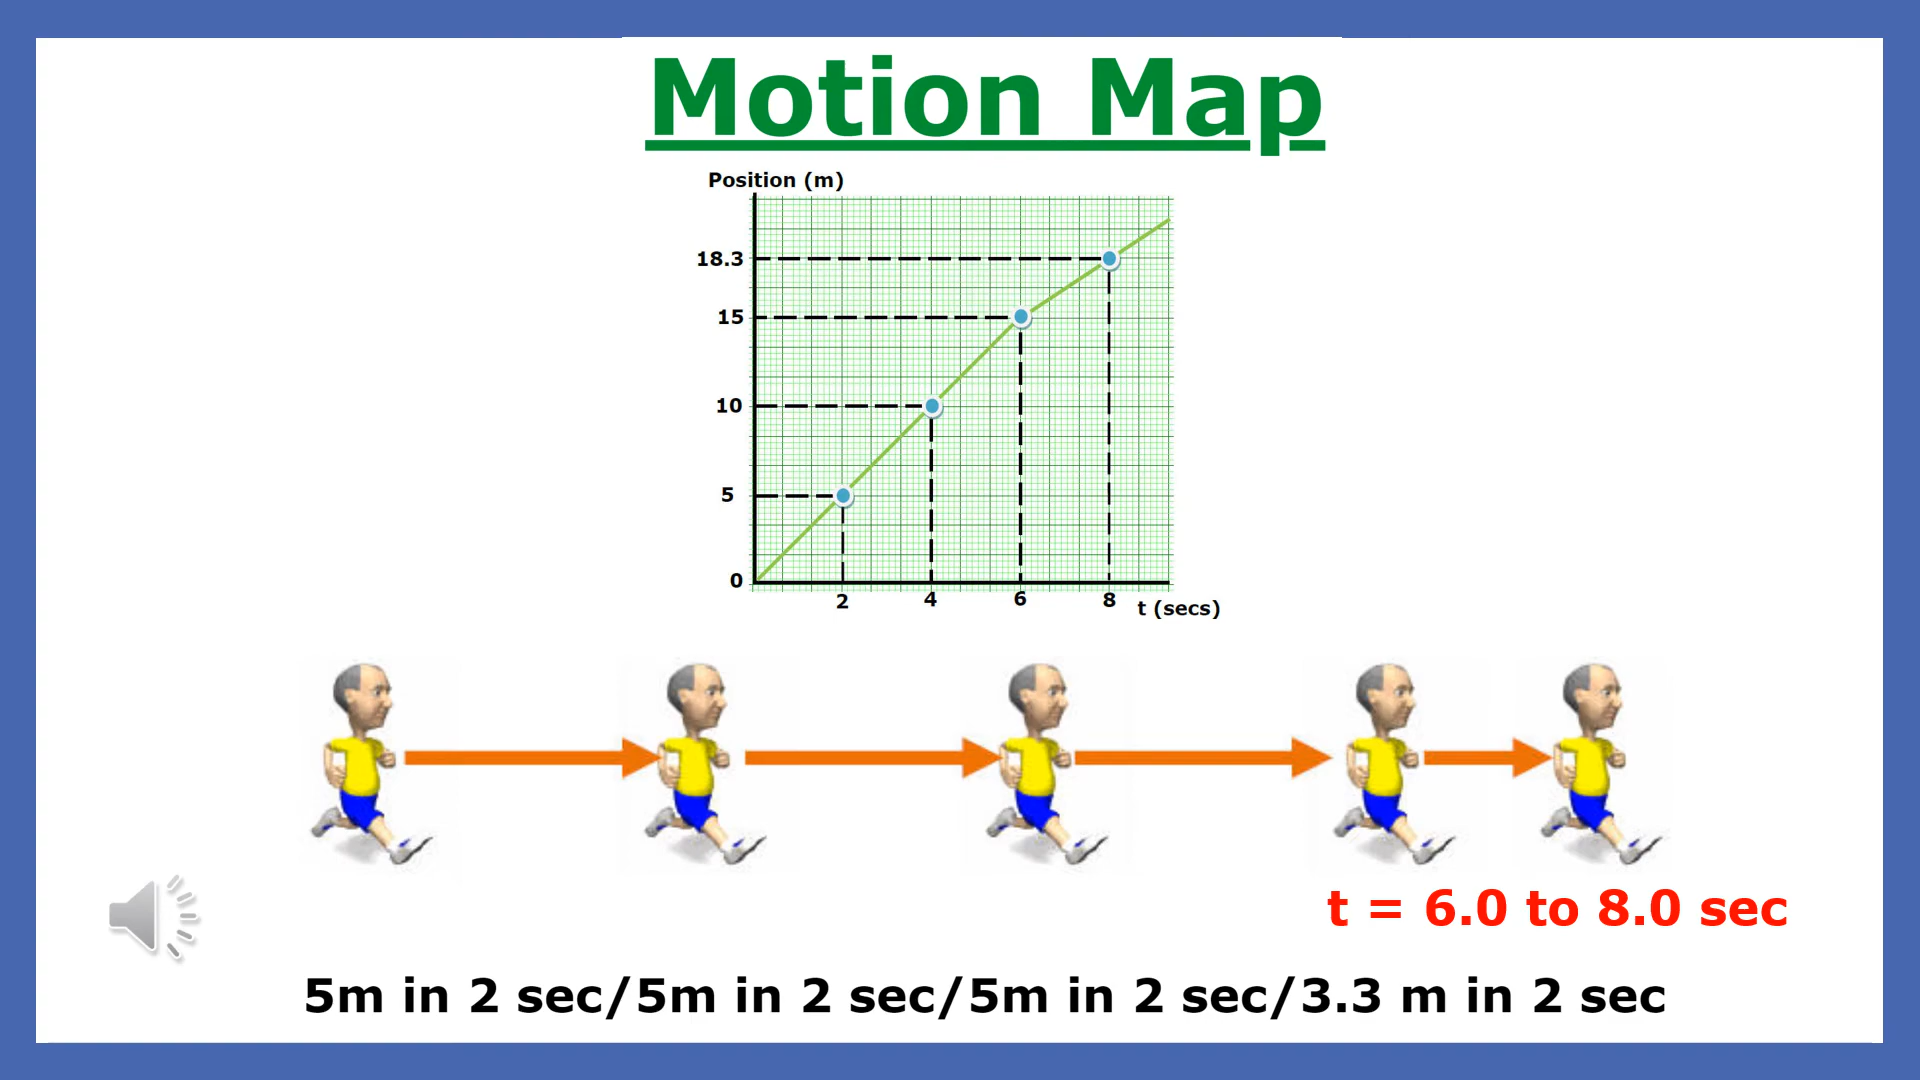 Motion Map
Position (m)
18.3
15
10
5
0
2 4 6 8 t (secs)
t = 6.0 to 8.0 sec
5m in 2 sec/5m in 2 sec/5m in 2 sec/3.3 m in 2 sec